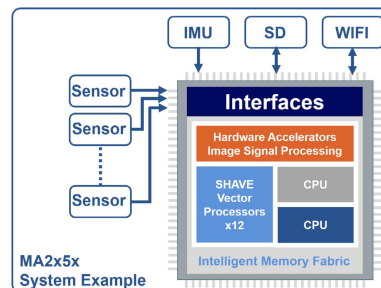 IMU
SD
WIFI
Sensor
Sensor
Sensor
Interfaces
Hardware Accelerators
Image Signal Processing
SHAVE
Vector
Processors
x12
CPU
CPU
Intelligent Memory Fabric
MA2x5x
System Example